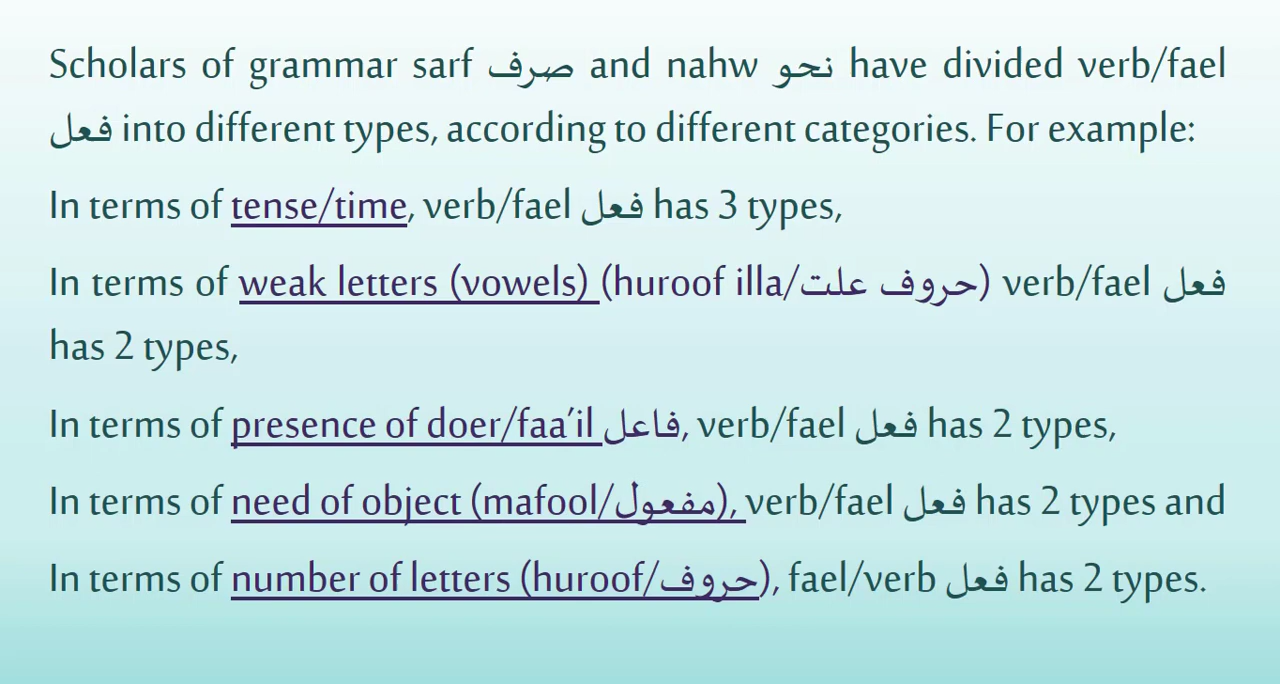 Scholars of grammar sarf صرف and nahw نحو have divided verb/fael
فعل into different types, according to different categories. For example:
In terms of tense/time, verb/fael فعل has 3 types,
In terms of weak letters (vowels) (huroof illa/حروف علت) verb/fael فعل
has 2 types,
In terms of presence of doer/faa'il فاعل, verb/fael فعل has 2 types,
In terms of need of object (mafool/مفعول), verb/fael فعل has 2 types and
In terms of number of letters (huroof/حروف), fael/verb فعل has 2 types.